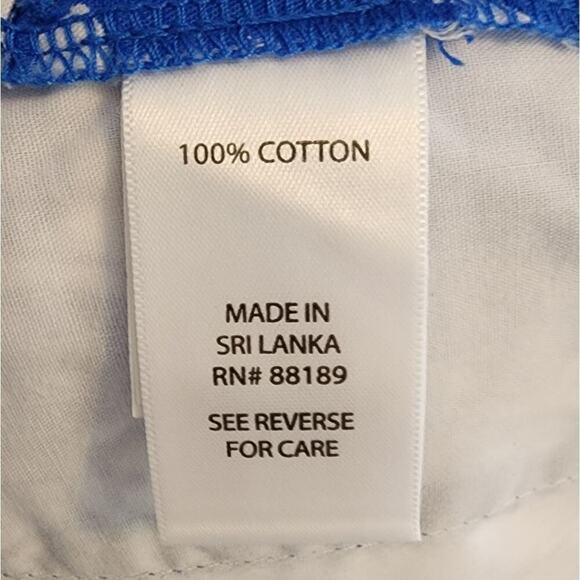 100% COTTON
MADE IN
SRI LANKA
RN# 88189
SEE REVERSE
FOR CARE